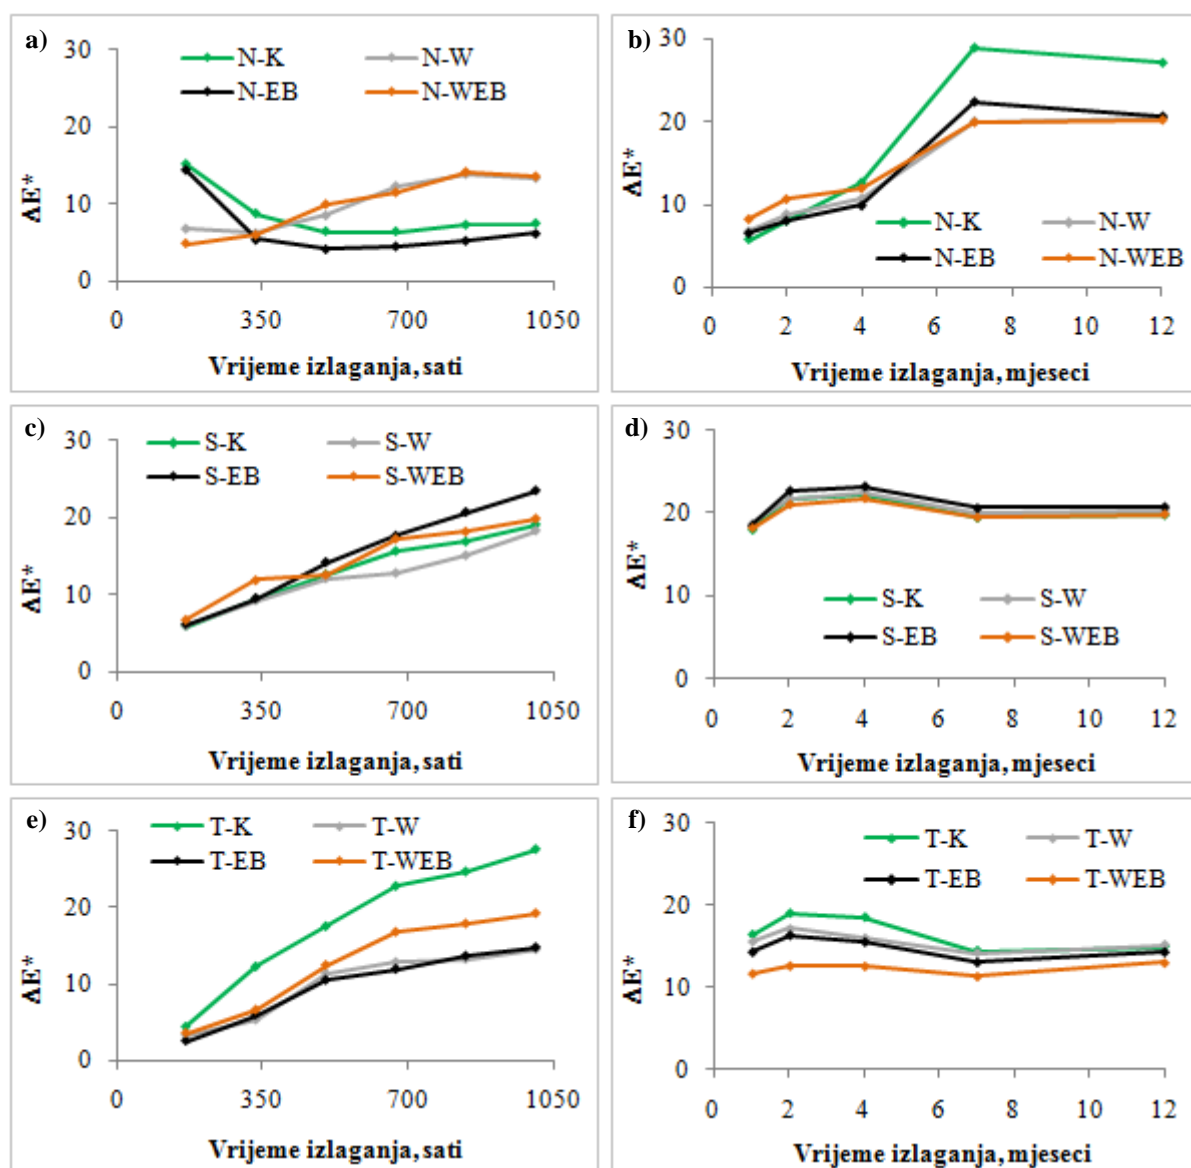 a)
N-K N-W
N-EB N-WEB
30
20
10
0
ΔE*
0 350 700 1050
Vrijeme izlaganja, sati
b)
30
20
10
0
ΔE*
N-K N-W
N-EB N-WEB
0 2 4 6 8 10 12
Vrijeme izlaganja, mjeseci
c)
S-K S-W
S-EB S-WEB
30
20
10
0
ΔE*
0 350 700 1050
Vrijeme izlaganja, sati
d)
30
20
10
0
ΔE*
S-K S-W
S-EB S-WEB
0 2 4 6 8 10 12
Vrijeme izlaganja, mjeseci
e)
T-K T-W
T-EB T-WEB
30
20
10
0
ΔE*
0 350 700 1050
Vrijeme izlaganja, sati
f)
T-K T-W
T-EB T-WEB
30
20
10
0
ΔE*
0 2 4 6 8 10 12
Vrijeme izlaganja, mjeseci